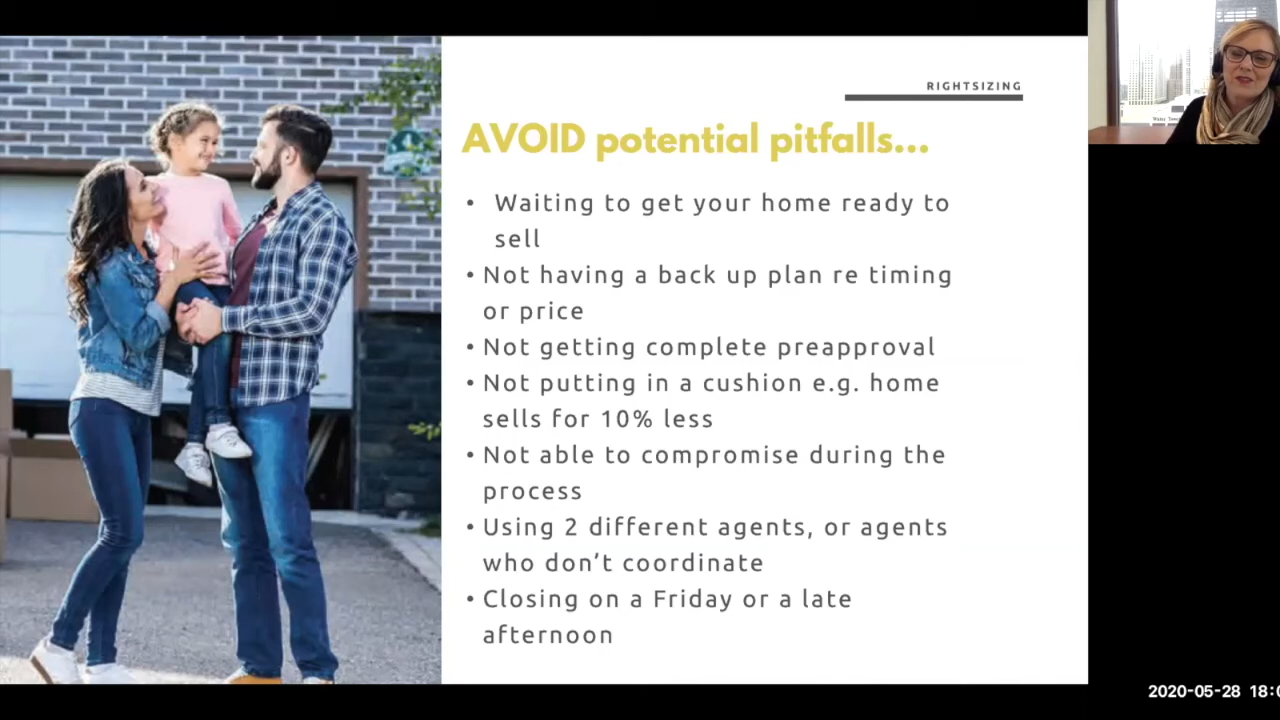 RIGHTSIZING
AVOID potential pitfalls...
• Waiting to get your home ready to
sell
• Not having a back up plan re timing
or price
• Not getting complete preapproval
• Not putting in a cushion e.g. home
sells for 10% less
• Not able to compromise during the
process
• Using 2 different agents, or agents
who don’t coordinate
• Closing on a Friday or a late
afternoon
2020-05-28